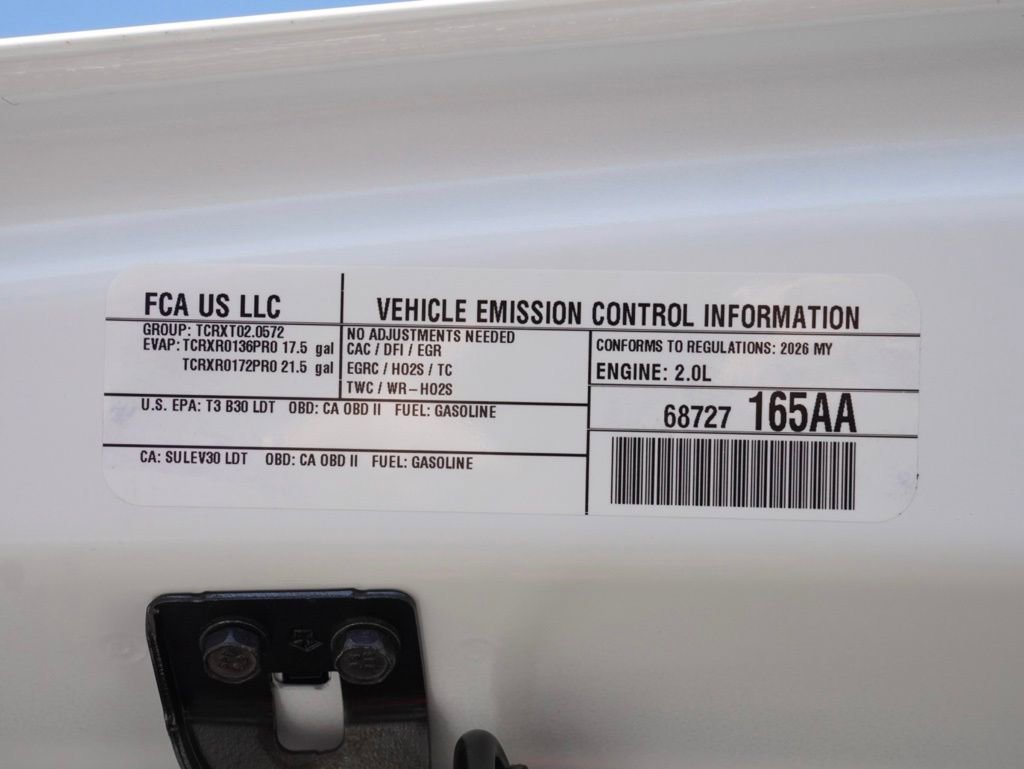 FCA US LLC
VEHICLE EMISSION CONTROL INFORMATION
GROUP: TCRXT02.0572
EVAP: TCRXR0136PR0 17.5 gal
TCRXR0172PR0 21.5 gal
NO ADJUSTMENTS NEEDED
CAC / DFI / EGR
EGRC / HO2S / TC
TWC / WR-HO2S
CONFORMS TO REGULATIONS: 2026 MY
ENGINE: 2.0L
U.S. EPA: T3 B30 LDT OBD: CA OBD II FUEL: GASOLINE
68727 165AA
CA: SULEV30 LDT OBD: CA OBD II FUEL: GASOLINE